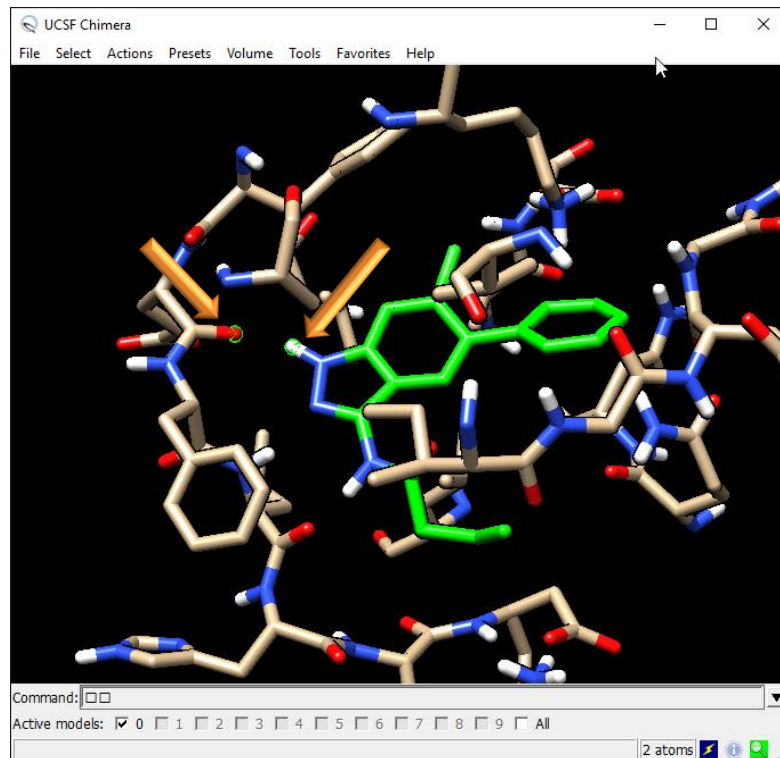 UCSF Chimera
File Select Actions Presets Volume Tools Favorites Help
Command: □□
Active models: 0 1 2 3 4 5 6 7 8 9 All
2 atoms